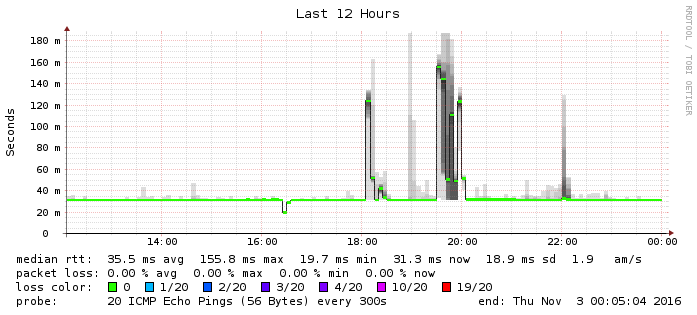 Last 12 Hours
RRDTOOL / TOBI OETIKER
Seconds
180 m
160 m
140 m
120 m
100 m
80 m
60 m
40 m
20 m
0
14:00 16:00 18:00 20:00 22:00 00:00
median rtt: 35.5 ms avg 155.8 ms max 19.7 ms min 31.3 ms now 18.9 ms sd 1.9 am/s
packet loss: 0.00 % avg 0.00 % max 0.00 % min 0.00 % now
loss color: 0 1/20 2/20 3/20 4/20 10/20 19/20
probe: 20 ICMP Echo Pings (56 Bytes) every 300s end: Thu Nov 3 00:05:04 2016